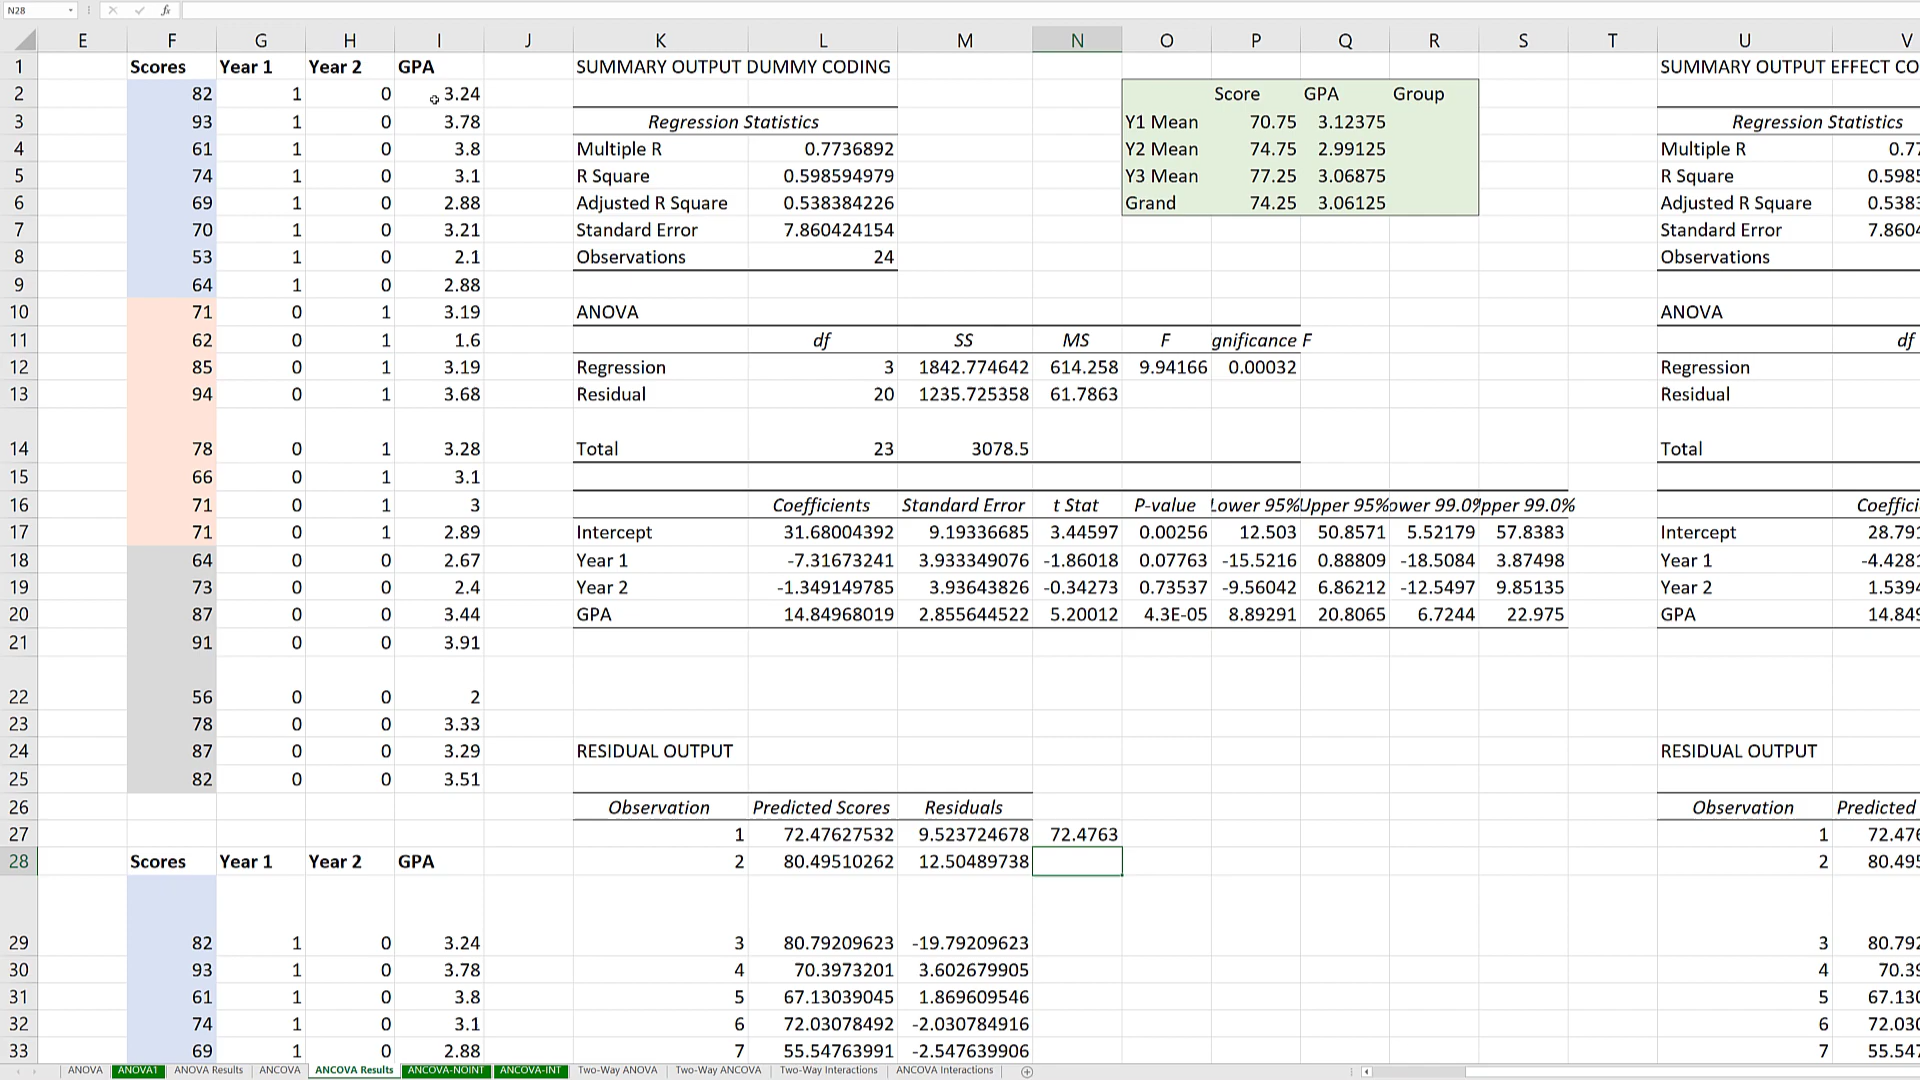 N28 fx
E F G H I J K L M N O P Q R S T U V
1 Scores Year 1 Year 2 GPA SUMMARY OUTPUT DUMMY CODING SUMMARY OUTPUT EFFECT CO
2 82 1 0 3.24 Score GPA Group
3 93 1 0 3.78 Regression Statistics Y1 Mean 70.75 3.12375 Regression Statistics
4 61 1 0 3.8 Multiple R 0.7736892 Y2 Mean 74.75 2.99125 Multiple R 0.77
5 74 1 0 3.1 R Square 0.598594979 Y3 Mean 77.25 3.06875 R Square 0.5985
6 69 1 0 2.88 Adjusted R Square 0.538384226 Grand 74.25 3.06125 Adjusted R Square 0.5383
7 70 1 0 3.21 Standard Error 7.860424154 Standard Error 7.8604
8 53 1 0 2.1 Observations 24 Observations
9 64 1 0 2.88
10 71 0 1 3.19 ANOVA ANOVA
11 62 0 1 1.6 df SS MS F gnificance F df
12 85 0 1 3.19 Regression 3 1842.774642 614.258 9.94166 0.00032 Regression
13 94 0 1 3.68 Residual 20 1235.725358 61.7863 Residual
14 78 0 1 3.28 Total 23 3078.5 Total
15 66 0 1 3.1
16 71 0 1 3 Coefficients Standard Error t Stat P-value Lower 95% Upper 95% ower 99.0% pper 99.0% Coeffici
17 71 0 1 2.89 Intercept 31.68004392 9.19336685 3.44597 0.00256 12.503 50.8571 5.52179 57.8383 Intercept 28.791
18 64 0 0 2.67 Year 1 -7.31673241 3.933349076 -1.86018 0.07763 -15.5216 0.88809 -18.5084 3.87498 Year 1 -4.4281
19 73 0 0 2.4 Year 2 -1.349149785 3.93643826 -0.34273 0.73537 -9.56042 6.86212 -12.5497 9.85135 Year 2 1.5394
20 87 0 0 3.44 GPA 14.84968019 2.855644522 5.20012 4.3E-05 8.89291 20.8065 6.7244 22.975 GPA 14.849
21 91 0 0 3.91
22 56 0 0 2
23 78 0 0 3.33
24 87 0 0 3.29 RESIDUAL OUTPUT RESIDUAL OUTPUT
25 82 0 0 3.51
26 Observation Predicted Scores Residuals Observation Predicted
27 1 72.47627532 9.523724678 72.4763 1 72.476
28 Scores Year 1 Year 2 GPA 2 80.49510262 12.50489738 2 80.495
29 82 1 0 3.24 3 80.79209623 -19.79209623 3 80.792
30 93 1 0 3.78 4 70.3973201 3.602679905 4 70.39
31 61 1 0 3.8 5 67.13039045 1.869609546 5 67.130
32 74 1 0 3.1 6 72.03078492 -2.030784916 6 72.030
33 69 1 0 2.88 7 55.54763991 -2.547639906 7 55.547
ANOVA ANOVA1 ANOVA Results ANCOVA ANCOVA Results ANCOVA-NOINT ANCOVA-INT Two-Way ANOVA Two-Way ANCOVA Two-Way Interactions ANCOVA Interactions